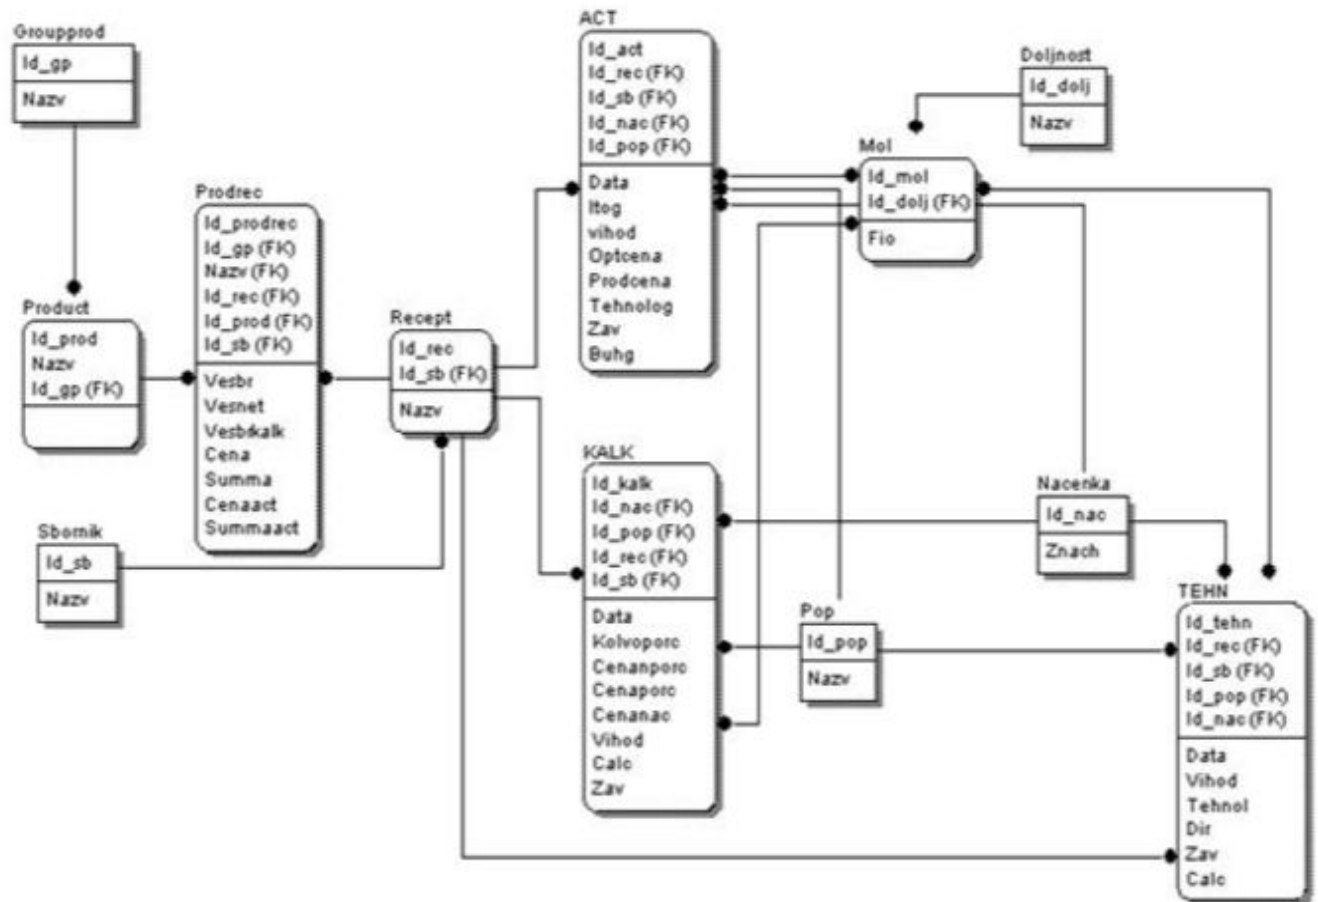 Groupprod
Id_gp
Nazv
Product
Id_prod
Nazv
Id_gp (FK)
Sbornik
Id_sb
Nazv
Prodrec
Id_prodrec
Id_gp (FK)
Nazv (FK)
Id_rec (FK)
Id_prod (FK)
Id_sb (FK)
Vesbr
Vesnet
Vesbrkalk
Cena
Summa
Cenaact
Summaact
Recept
Id_rec
Id_sb (FK)
Nazv
ACT
Id_act
Id_rec (FK)
Id_sb (FK)
Id_nac (FK)
Id_pop (FK)
Data
Itog
vihod
Optcena
Prodcena
Tehnolog
Zav
Buhg
KALK
Id_kalk
Id_nac (FK)
Id_pop (FK)
Id_rec (FK)
Id_sb (FK)
Data
Kolvoporc
Cenanporc
Cenaporc
Cenanac
Vihod
Calc
Zav
Doljnost
Id_dolj
Nazv
Mol
Id_mol
Id_dolj (FK)
Fio
Pop
Id_pop
Nazv
Nacenka
Id_nac
Znach
TEHN
Id_tehn
Id_rec (FK)
Id_sb (FK)
Id_pop (FK)
Id_nac (FK)
Data
Vihod
Tehnol
Dir
Zav
Calc